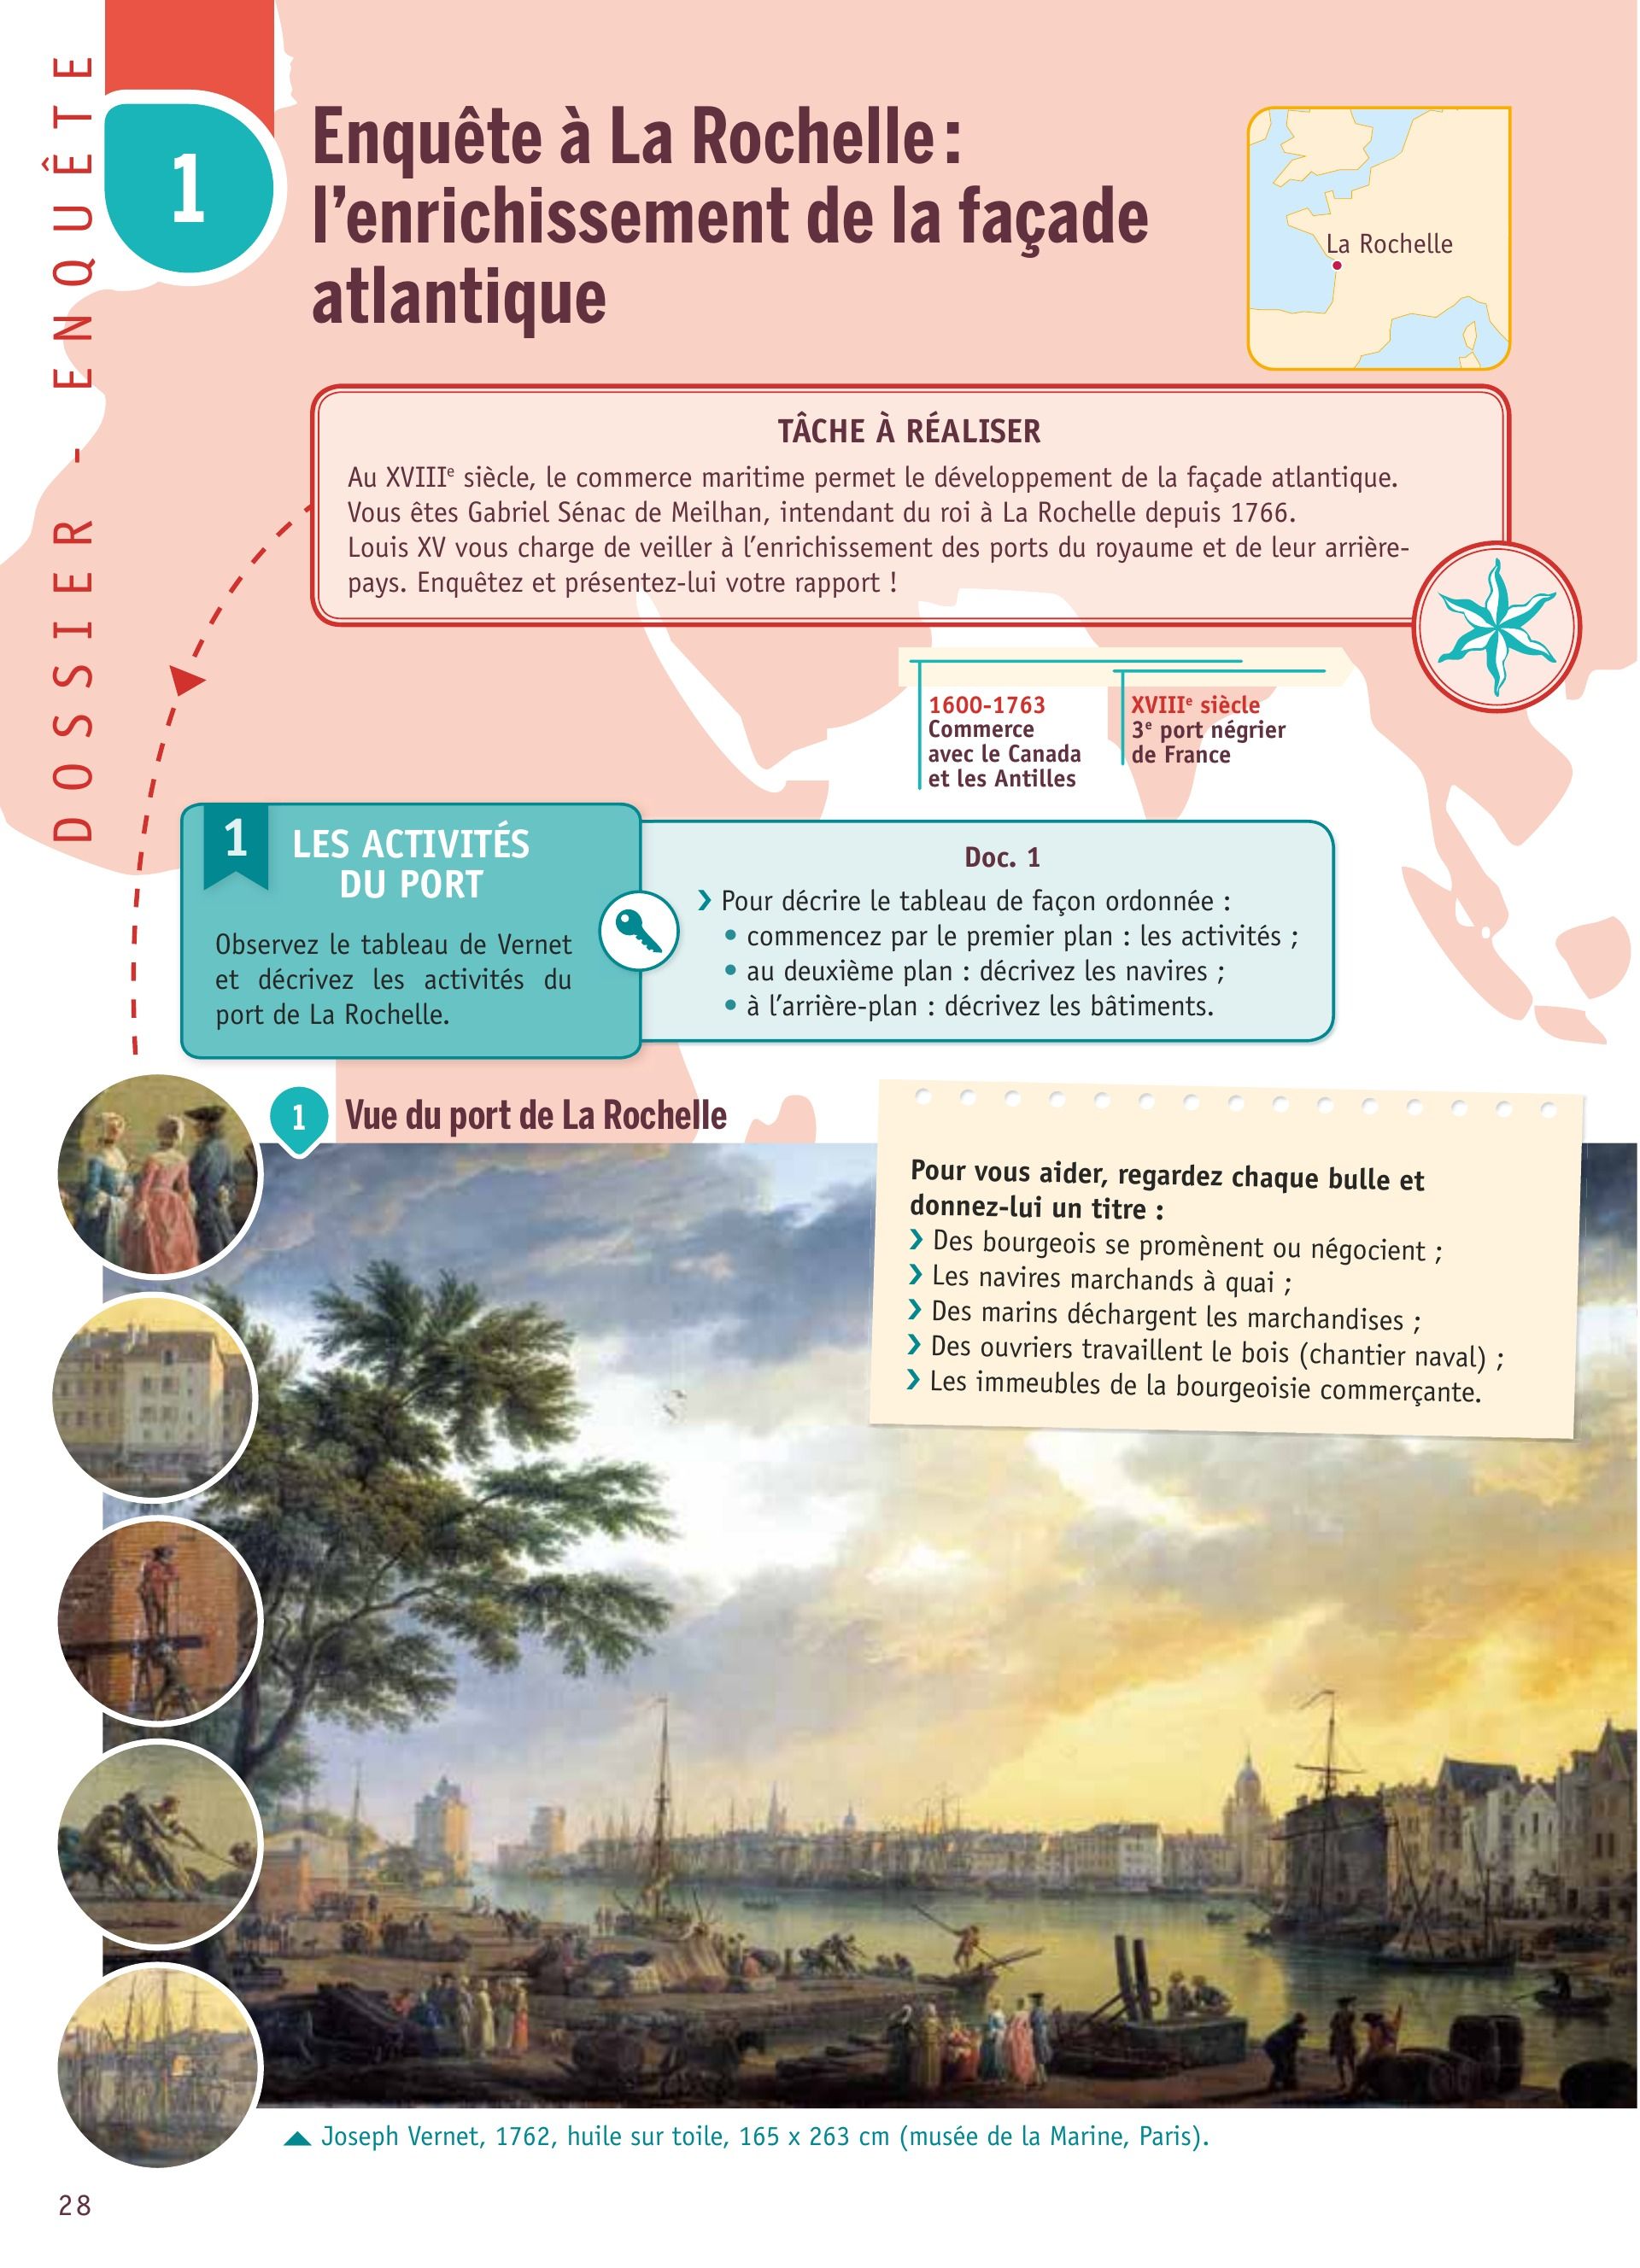 DOSSIER - ENQUÊTE
1
Enquête à La Rochelle :
l'enrichissement de la façade
atlantique
La Rochelle
TÂCHE À RÉALISER
Au XVIIIe siècle, le commerce maritime permet le développement de la façade atlantique.
Vous êtes Gabriel Sénac de Meilhan, intendant du roi à La Rochelle depuis 1766.
Louis XV vous charge de veiller à l'enrichissement des ports du royaume et de leur arrière-
pays. Enquêtez et présentez-lui votre rapport !
1600-1763
Commerce
avec le Canada
et les Antilles
XVIIIe siècle
3e port négrier
de France
1
LES ACTIVITÉS
DU PORT
Observez le tableau de Vernet
et décrivez les activités du
port de La Rochelle.
Doc. 1
› Pour décrire le tableau de façon ordonnée :
• commencez par le premier plan : les activités ;
• au deuxième plan : décrivez les navires ;
• à l'arrière-plan : décrivez les bâtiments.
1
Vue du port de La Rochelle
Pour vous aider, regardez chaque bulle et
donnez-lui un titre :
› Des bourgeois se promènent ou négocient ;
› Les navires marchands à quai ;
› Des marins déchargent les marchandises ;
› Des ouvriers travaillent le bois (chantier naval) ;
› Les immeubles de la bourgeoisie commerçante.
Joseph Vernet, 1762, huile sur toile, 165 x 263 cm (musée de la Marine, Paris).
28